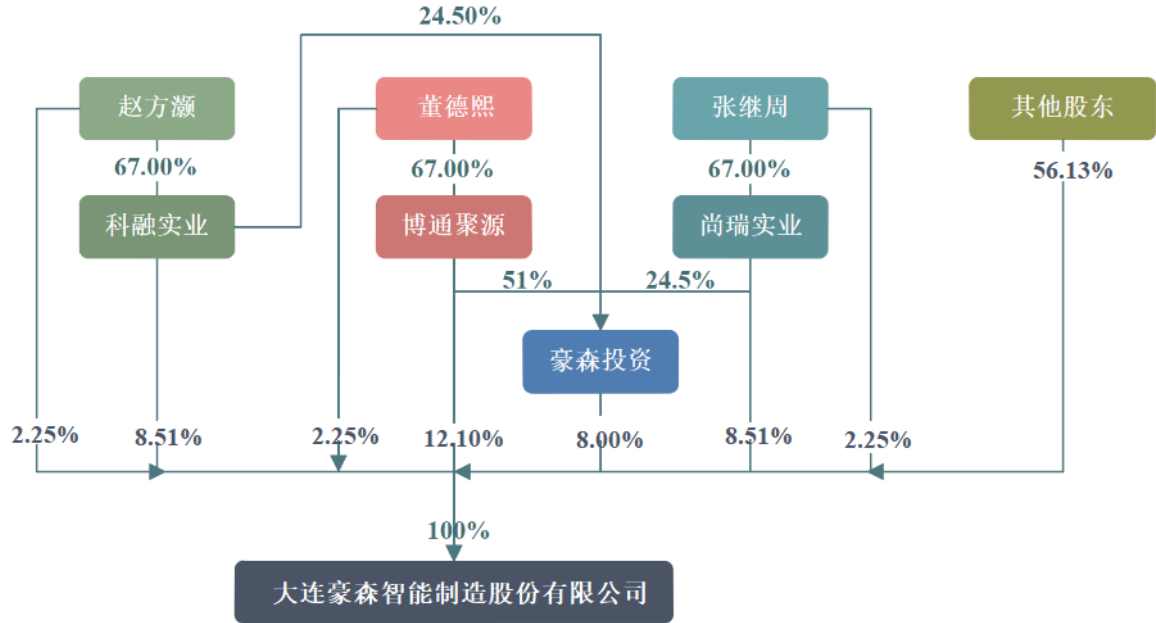 24.50%
赵方灏
董德熙
张继周
其他股东
67.00%
67.00%
67.00%
56.13%
科融实业
博通聚源
尚瑞实业
51%
24.5%
豪森投资
2.25%
8.51%
2.25%
12.10%
8.00%
8.51%
2.25%
100%
大连豪森智能制造股份有限公司